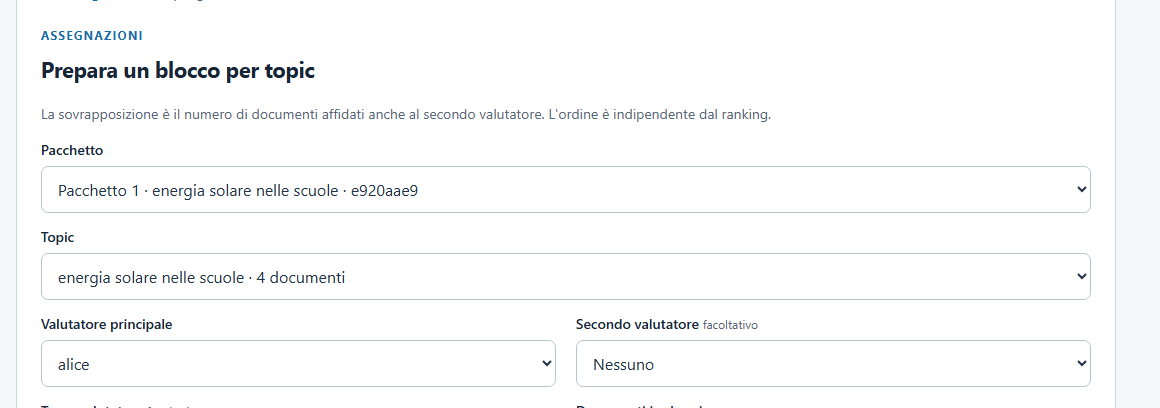 ASSEGNAZIONI
Prepara un blocco per topic
La sovrapposizione è il numero di documenti affidati anche al secondo valutatore. L'ordine è indipendente dal ranking.
Pacchetto
Pacchetto 1 · energia solare nelle scuole · e920aae9
Topic
energia solare nelle scuole · 4 documenti
Valutatore principale
Secondo valutatore facoltativo
alice
Nessuno